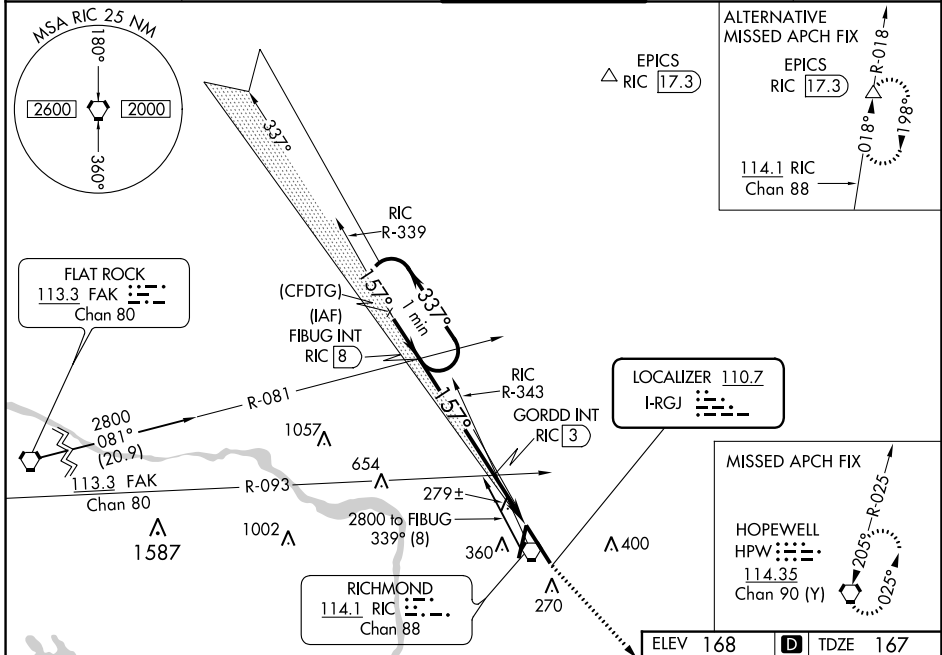 MSA RIC 25 NM
180°
2600
2000
360°
EPICS
RIC 17.3
ALTERNATIVE
MISSED APCH FIX
EPICS
RIC 17.3
R-018
018°
198°
114.1 RIC
Chan 88
337°
RIC
R-339
157°
337°
1 min
(CFDTG)
(IAF)
FIBUG INT
RIC 8
FLAT ROCK
113.3 FAK
Chan 80
2800
081°
(20.9)
R-081
RIC
R-343
157°
GORDD INT
RIC 3
LOCALIZER 110.7
I-RGJ
1057
654
113.3 FAK
Chan 80
R-093
279±
2800 to FIBUG
339° (8)
1587
1002
360
400
270
RICHMOND
114.1 RIC
Chan 88
MISSED APCH FIX
HOPEWELL
HPW
114.35
Chan 90 (Y)
R-025
205°
025°
ELEV 168
D
TDZE 167